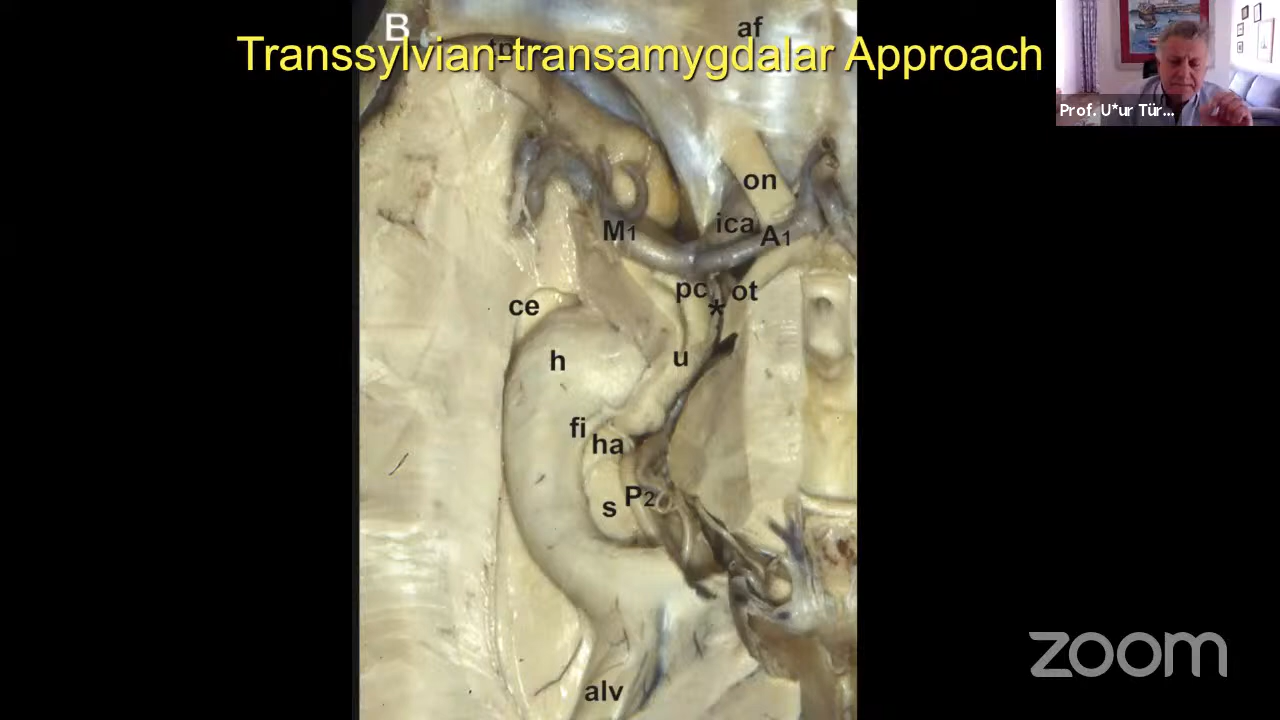 B
af
Transsylvian-transamygdalar Approach
Prof. U*ur Tür...
on
ica
M1
A1
pc
ot
*
ce
h
u
fi
ha
P2
s
zoom
alv